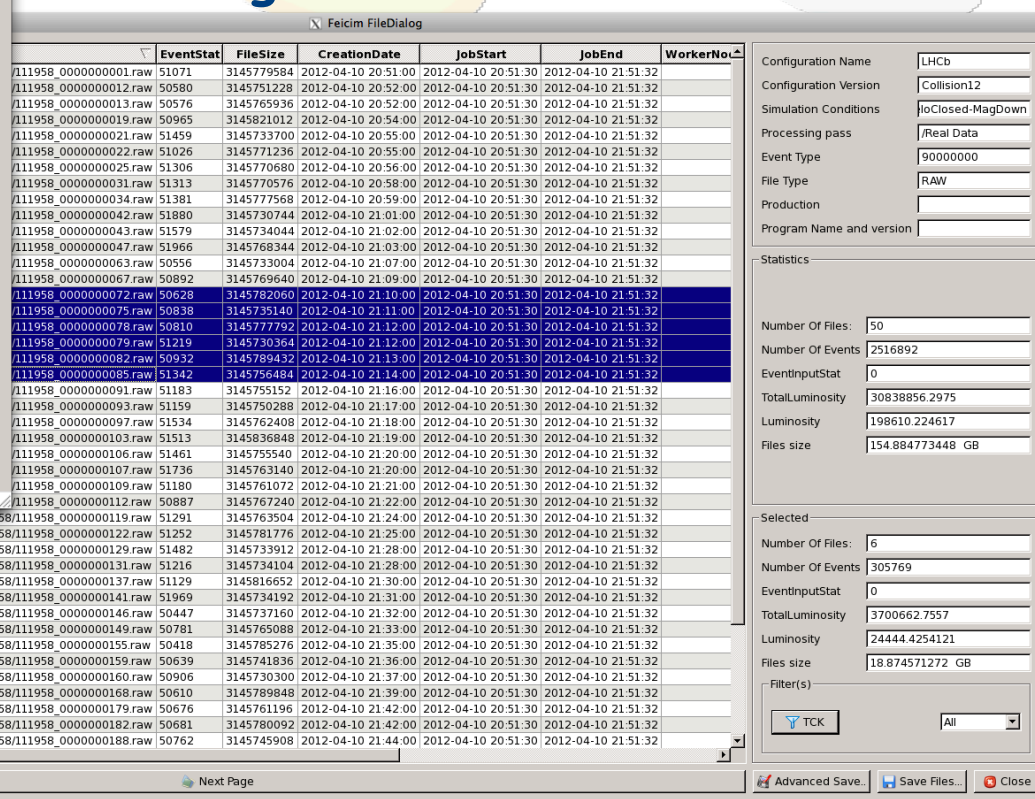 Feicim FileDialog
EventStat FileSize CreationDate JobStart JobEnd WorkerNo
/111958_0000000001.raw 51071 3145779584 2012-04-10 20:51:00 2012-04-10 20:51:30 2012-04-10 21:51:32
/111958_0000000012.raw 50580 3145751228 2012-04-10 20:52:00 2012-04-10 20:51:30 2012-04-10 21:51:32
/111958_0000000013.raw 50576 3145765936 2012-04-10 20:52:00 2012-04-10 20:51:30 2012-04-10 21:51:32
/111958_0000000019.raw 50965 3145821012 2012-04-10 20:54:00 2012-04-10 20:51:30 2012-04-10 21:51:32
/111958_0000000021.raw 51459 3145733700 2012-04-10 20:55:00 2012-04-10 20:51:30 2012-04-10 21:51:32
/111958_0000000022.raw 51026 3145771236 2012-04-10 20:55:00 2012-04-10 20:51:30 2012-04-10 21:51:32
/111958_0000000025.raw 51306 3145770680 2012-04-10 20:56:00 2012-04-10 20:51:30 2012-04-10 21:51:32
/111958_0000000031.raw 51313 3145770576 2012-04-10 20:58:00 2012-04-10 20:51:30 2012-04-10 21:51:32
/111958_0000000034.raw 51381 3145777568 2012-04-10 20:59:00 2012-04-10 20:51:30 2012-04-10 21:51:32
/111958_0000000042.raw 51880 3145730744 2012-04-10 21:01:00 2012-04-10 20:51:30 2012-04-10 21:51:32
/111958_0000000043.raw 51579 3145734044 2012-04-10 21:02:00 2012-04-10 20:51:30 2012-04-10 21:51:32
/111958_0000000047.raw 51966 3145768344 2012-04-10 21:03:00 2012-04-10 20:51:30 2012-04-10 21:51:32
/111958_0000000063.raw 50556 3145733004 2012-04-10 21:07:00 2012-04-10 20:51:30 2012-04-10 21:51:32
/111958_0000000067.raw 50892 3145769640 2012-04-10 21:09:00 2012-04-10 20:51:30 2012-04-10 21:51:32
/111958_0000000072.raw 50628 3145782060 2012-04-10 21:10:00 2012-04-10 20:51:30 2012-04-10 21:51:32
/111958_0000000075.raw 50838 3145735140 2012-04-10 21:11:00 2012-04-10 20:51:30 2012-04-10 21:51:32
/111958_0000000078.raw 50810 3145777792 2012-04-10 21:12:00 2012-04-10 20:51:30 2012-04-10 21:51:32
/111958_0000000079.raw 51219 3145730364 2012-04-10 21:12:00 2012-04-10 20:51:30 2012-04-10 21:51:32
/111958_0000000082.raw 50932 3145789432 2012-04-10 21:13:00 2012-04-10 20:51:30 2012-04-10 21:51:32
/111958_0000000085.raw 51342 3145756484 2012-04-10 21:14:00 2012-04-10 20:51:30 2012-04-10 21:51:32
/111958_0000000091.raw 51183 3145755152 2012-04-10 21:16:00 2012-04-10 20:51:30 2012-04-10 21:51:32
/111958_0000000093.raw 51159 3145750288 2012-04-10 21:17:00 2012-04-10 20:51:30 2012-04-10 21:51:32
/111958_0000000097.raw 51534 3145762408 2012-04-10 21:18:00 2012-04-10 20:51:30 2012-04-10 21:51:32
/111958_0000000103.raw 51513 3145836848 2012-04-10 21:19:00 2012-04-10 20:51:30 2012-04-10 21:51:32
/111958_0000000106.raw 51461 3145755540 2012-04-10 21:20:00 2012-04-10 20:51:30 2012-04-10 21:51:32
/111958_0000000107.raw 51736 3145763140 2012-04-10 21:20:00 2012-04-10 20:51:30 2012-04-10 21:51:32
/111958_0000000109.raw 51180 3145761072 2012-04-10 21:21:00 2012-04-10 20:51:30 2012-04-10 21:51:32
/111958_0000000112.raw 50887 3145767240 2012-04-10 21:22:00 2012-04-10 20:51:30 2012-04-10 21:51:32
58/111958_0000000119.raw 51291 3145763504 2012-04-10 21:24:00 2012-04-10 20:51:30 2012-04-10 21:51:32
58/111958_0000000122.raw 51252 3145781776 2012-04-10 21:25:00 2012-04-10 20:51:30 2012-04-10 21:51:32
58/111958_0000000129.raw 51482 3145733912 2012-04-10 21:28:00 2012-04-10 20:51:30 2012-04-10 21:51:32
58/111958_0000000131.raw 51216 3145734104 2012-04-10 21:28:00 2012-04-10 20:51:30 2012-04-10 21:51:32
58/111958_0000000137.raw 51129 3145816652 2012-04-10 21:30:00 2012-04-10 20:51:30 2012-04-10 21:51:32
58/111958_0000000141.raw 51969 3145734192 2012-04-10 21:31:00 2012-04-10 20:51:30 2012-04-10 21:51:32
58/111958_0000000146.raw 50447 3145737160 2012-04-10 21:32:00 2012-04-10 20:51:30 2012-04-10 21:51:32
58/111958_0000000149.raw 50781 3145765088 2012-04-10 21:33:00 2012-04-10 20:51:30 2012-04-10 21:51:32
58/111958_0000000155.raw 50418 3145785276 2012-04-10 21:35:00 2012-04-10 20:51:30 2012-04-10 21:51:32
58/111958_0000000159.raw 50639 3145741836 2012-04-10 21:36:00 2012-04-10 20:51:30 2012-04-10 21:51:32
58/111958_0000000160.raw 50906 3145730300 2012-04-10 21:37:00 2012-04-10 20:51:30 2012-04-10 21:51:32
58/111958_0000000168.raw 50610 3145789848 2012-04-10 21:39:00 2012-04-10 20:51:30 2012-04-10 21:51:32
58/111958_0000000179.raw 50676 3145761196 2012-04-10 21:42:00 2012-04-10 20:51:30 2012-04-10 21:51:32
58/111958_0000000182.raw 50681 3145780092 2012-04-10 21:42:00 2012-04-10 20:51:30 2012-04-10 21:51:32
58/111958_0000000188.raw 50762 3145745908 2012-04-10 21:44:00 2012-04-10 20:51:30 2012-04-10 21:51:32
Next Page
Configuration Name LHCb
Configuration Version Collision12
Simulation Conditions loClosed-MagDown
Processing pass /Real Data
Event Type 90000000
File Type RAW
Production
Program Name and version
Statistics
Number Of Files: 50
Number Of Events 2516892
EventInputStat 0
TotalLuminosity 30838856.2975
Luminosity 198610.224617
Files size 154.884773448 GB
Selected
Number Of Files: 6
Number Of Events 305769
EventInputStat 0
TotalLuminosity 3700662.7557
Luminosity 24444.4254121
Files size 18.874571272 GB
Filter(s)
TCK All
Advanced Save.. Save Files... Close